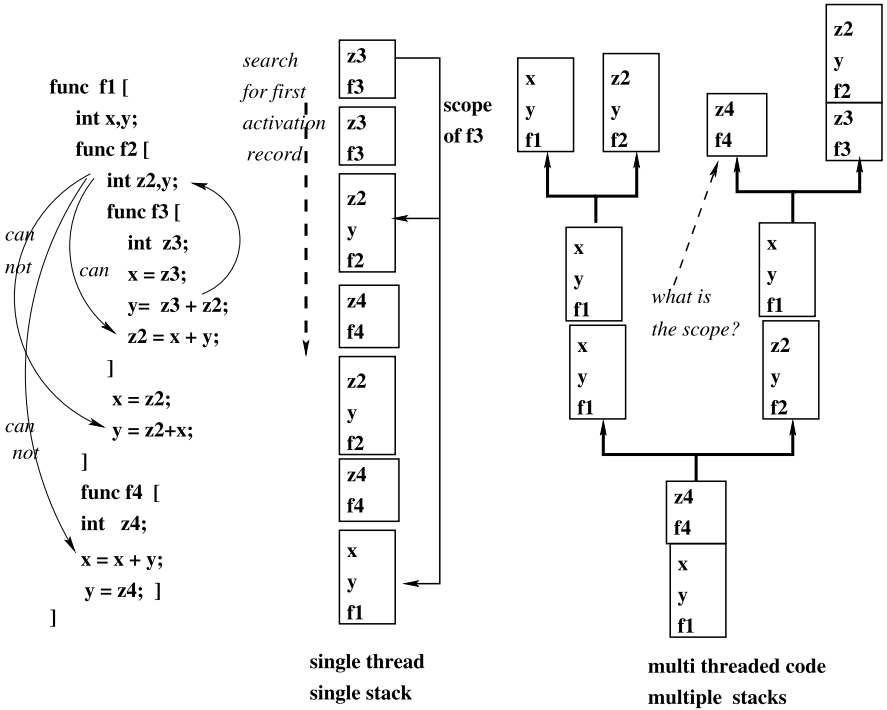 func f1 [
int x,y;
func f2 [
int z2,y;
func f3 [
int z3;
x = z3;
y= z3 + z2;
z2 = x + y;
]
x = z2;
y = z2+x;
]
func f4 [
int z4;
x = x + y;
y = z4; ]
]
can
not
can
can
not
search
for first
activation
record
z3
f3
z3
f3
z2
y
f2
z4
f4
z2
y
f2
z4
f4
x
y
f1
scope
of f3
single thread
single stack
x
y
f1
z2
y
f2
z4
f4
z2
y
f2
z3
f3
x
y
f1
x
y
f1
x
y
f1
z2
y
f2
what is
the scope?
z4
f4
x
y
f1
multi threaded code
multiple stacks